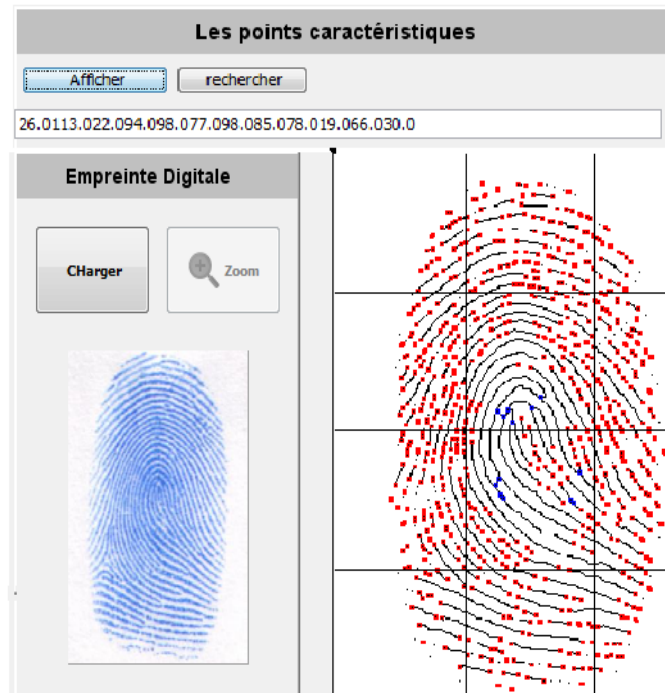 Les points caractéristiques
Afficher rechercher
26.0113.022.094.098.077.098.085.078.019.066.030.0
Empreinte Digitale
CHarger Zoom